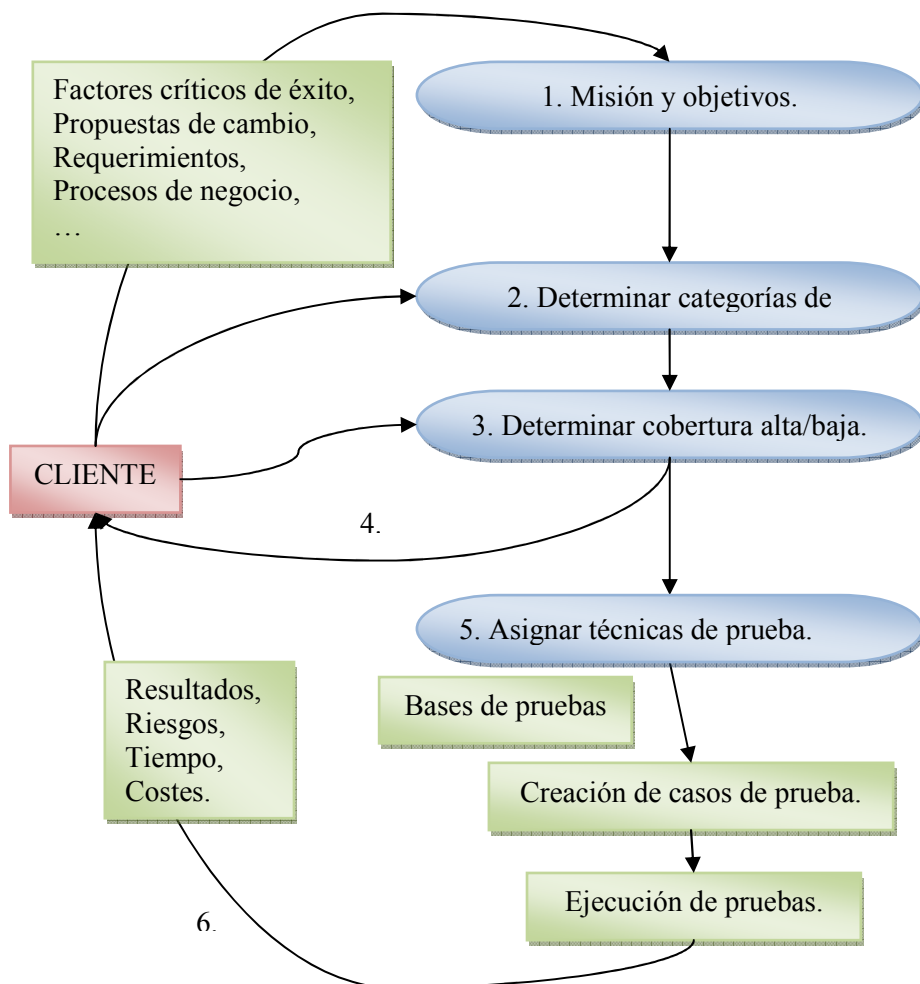 Factores críticos de éxito,
Propuestas de cambio,
Requerimientos,
Procesos de negocio,
…
1. Misión y objetivos.
2. Determinar categorías de
3. Determinar cobertura alta/baja.
CLIENTE
4.
5. Asignar técnicas de prueba.
Resultados,
Riesgos,
Tiempo,
Costes.
Bases de pruebas
Creación de casos de prueba.
Ejecución de pruebas.
6.